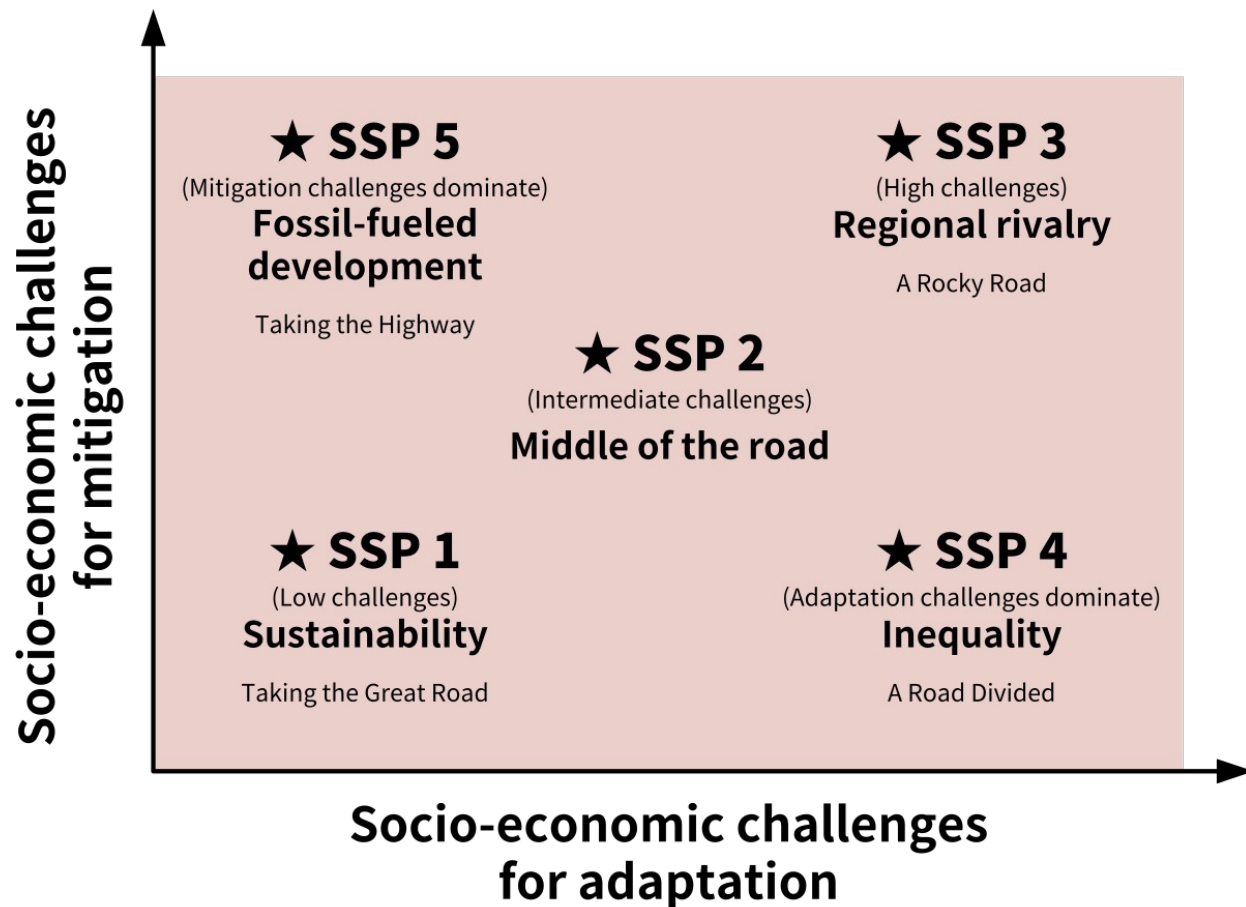 Socio-economic challenges
for mitigation
★ SSP 5
(Mitigation challenges dominate)
Fossil-fueled
development
Taking the Highway
★ SSP 3
(High challenges)
Regional rivalry
A Rocky Road
★ SSP 2
(Intermediate challenges)
Middle of the road
★ SSP 1
(Low challenges)
Sustainability
Taking the Great Road
★ SSP 4
(Adaptation challenges dominate)
Inequality
A Road Divided
Socio-economic challenges
for adaptation